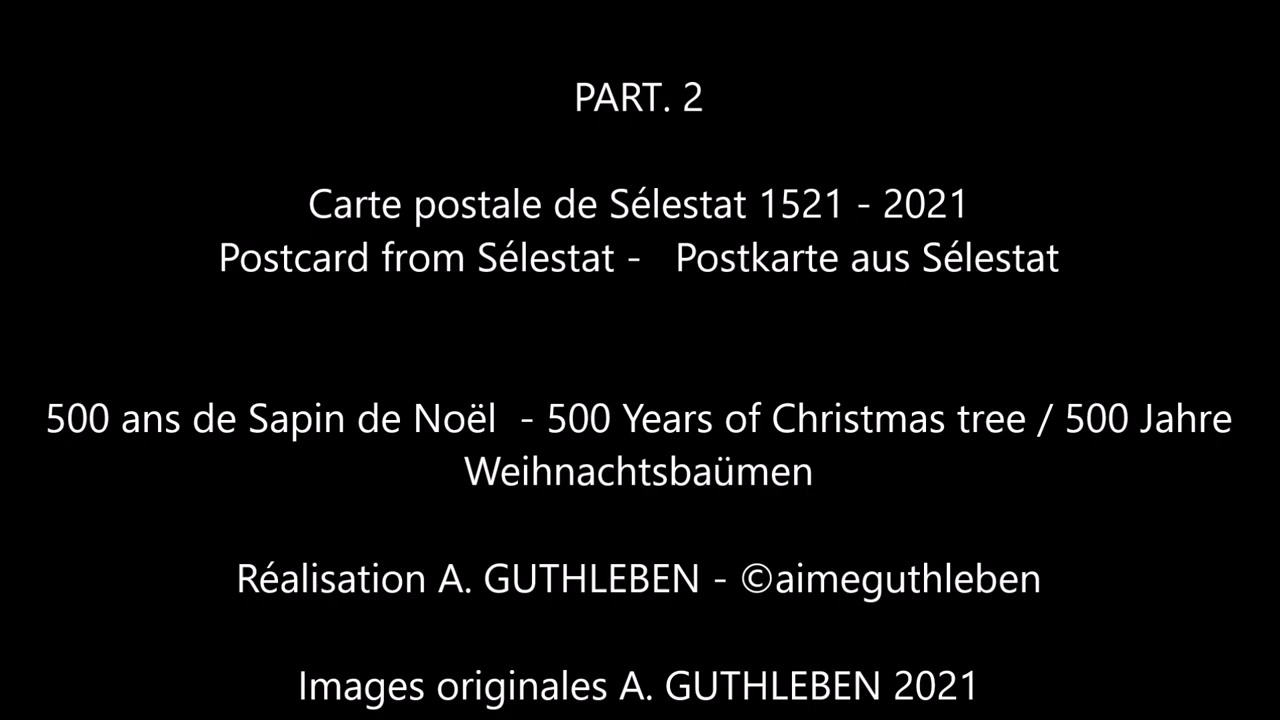 PART. 2
Carte postale de Sélestat 1521 - 2021
Postcard from Sélestat -   Postkarte aus Sélestat
500 ans de Sapin de Noël  - 500 Years of Christmas tree / 500 Jahre
Weihnachtsbaümen
Réalisation A. GUTHLEBEN - ©aimeguthleben
Images originales A. GUTHLEBEN 2021